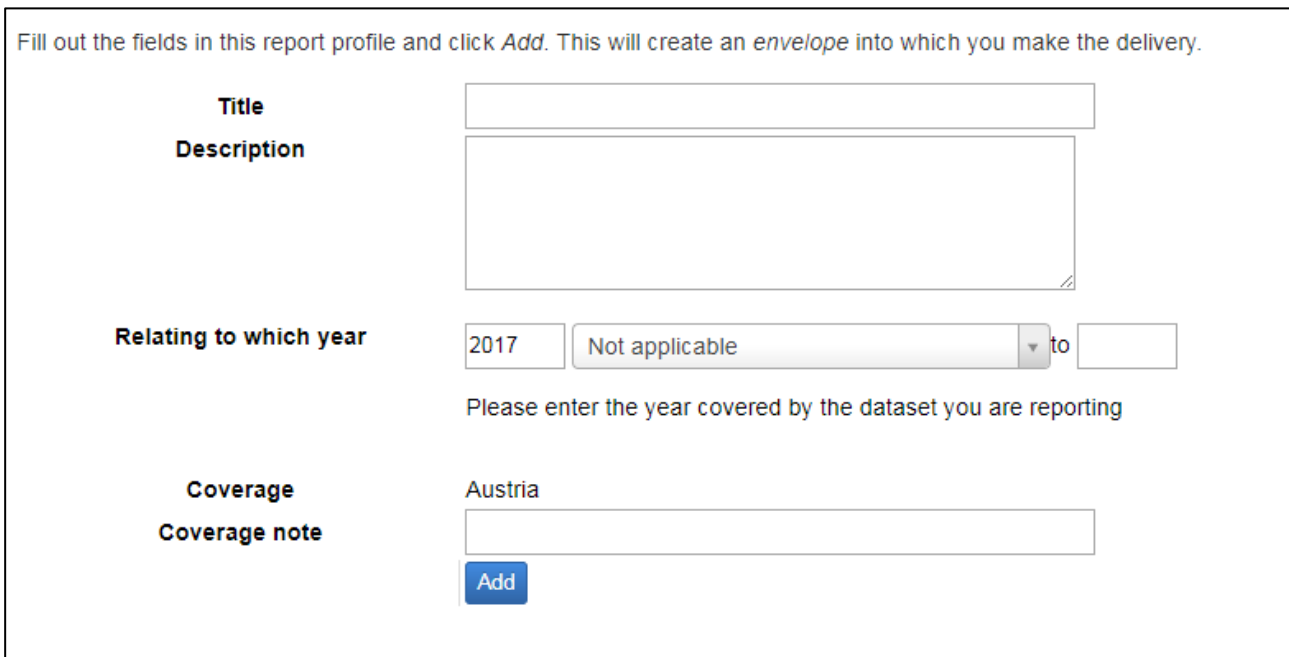 Fill out the fields in this report profile and click Add. This will create an envelope into which you make the delivery.
Title
Description
Relating to which year 2017 Not applicable to
Please enter the year covered by the dataset you are reporting
Coverage Austria
Coverage note
Add